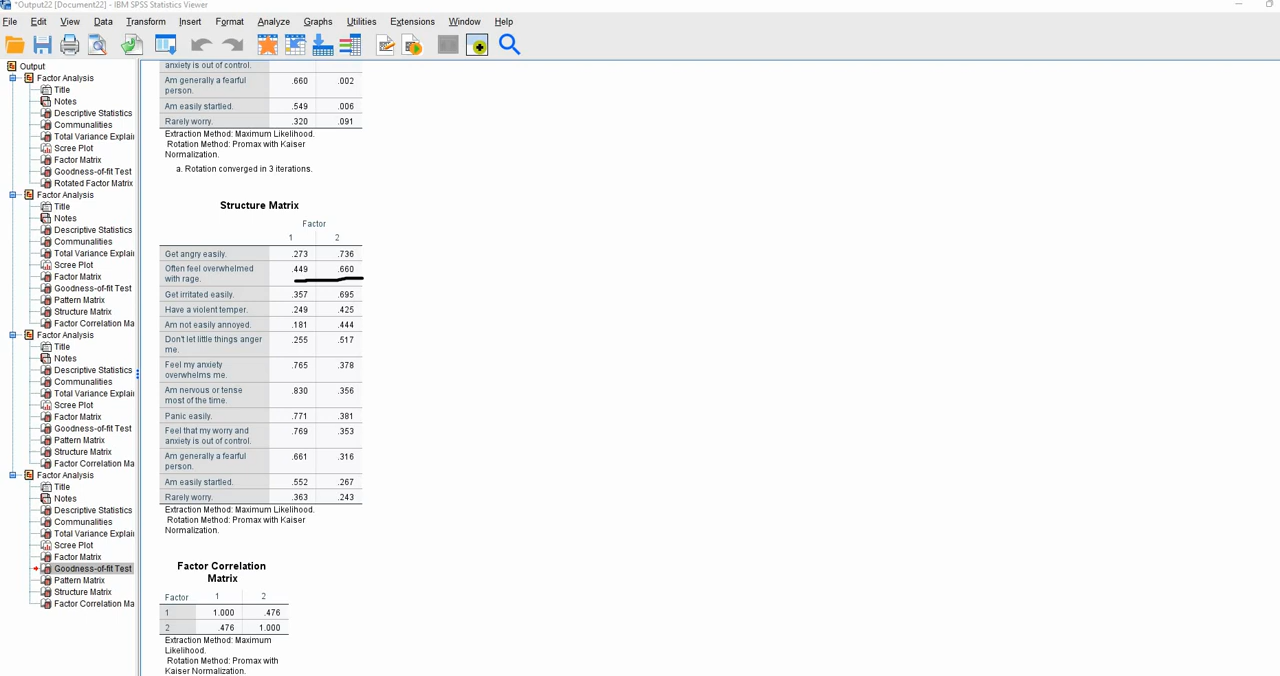 *Output22 [Document22] - IBM SPSS Statistics Viewer
File Edit View Data Transform Insert Format Analyze Graphs Utilities Extensions Window Help
Output
Factor Analysis
Title
Notes
Descriptive Statistics
Communalities
Total Variance Explai
Scree Plot
Factor Matrix
Goodness-of-fit Test
Rotated Factor Matrix
Factor Analysis
Title
Notes
Descriptive Statistics
Communalities
Total Variance Explai
Scree Plot
Factor Matrix
Goodness-of-fit Test
Pattern Matrix
Structure Matrix
Factor Correlation Ma
Factor Analysis
Title
Notes
Descriptive Statistics
Communalities
Total Variance Explai
Scree Plot
Factor Matrix
Goodness-of-fit Test
Pattern Matrix
Structure Matrix
Factor Correlation Ma
Factor Analysis
Title
Notes
Descriptive Statistics
Communalities
Total Variance Explai
Scree Plot
Factor Matrix
Goodness-of-fit Test
Pattern Matrix
Structure Matrix
Factor Correlation Ma
anxiety is out of control.
Am generally a fearful .660 .002
person.
Am easily startled. .549 .006
Rarely worry. .320 .091
Extraction Method: Maximum Likelihood.
Rotation Method: Promax with Kaiser
Normalization.
a. Rotation converged in 3 iterations.
Structure Matrix
Factor
1 2
Get angry easily. .273 .736
Often feel overwhelmed .449 .660
with rage.
Get irritated easily. .357 .695
Have a violent temper. .249 .425
Am not easily annoyed. .181 .444
Don't let little things anger .255 .517
me.
Feel my anxiety .765 .378
overwhelms me.
Am nervous or tense .830 .356
most of the time.
Panic easily. .771 .381
Feel that my worry and .769 .353
anxiety is out of control.
Am generally a fearful .661 .316
person.
Am easily startled. .552 .267
Rarely worry. .363 .243
Extraction Method: Maximum Likelihood.
Rotation Method: Promax with Kaiser
Normalization.
Factor Correlation
Matrix
Factor 1 2
1 1.000 .476
2 .476 1.000
Extraction Method: Maximum
Likelihood.
Rotation Method: Promax with
Kaiser Normalization.